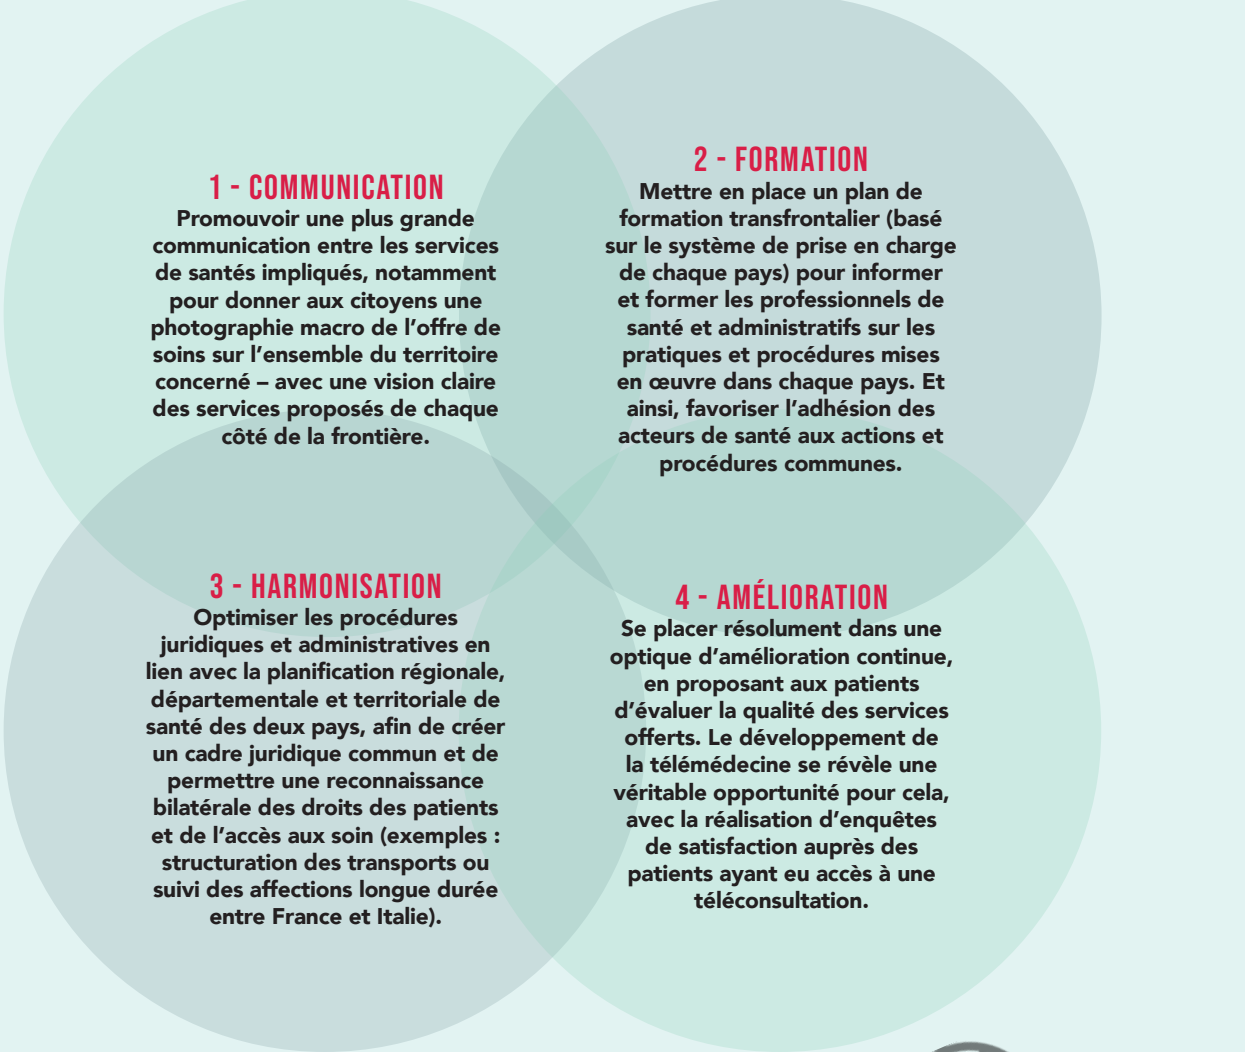 1 - COMMUNICATION
Promouvoir une plus grande
communication entre les services
de santés impliqués, notamment
pour donner aux citoyens une
photographie macro de l’offre de
soins sur l’ensemble du territoire
concerné – avec une vision claire
des services proposés de chaque
côté de la frontière.
2 - FORMATION
Mettre en place un plan de
formation transfrontalier (basé
sur le système de prise en charge
de chaque pays) pour informer
et former les professionnels de
santé et administratifs sur les
pratiques et procédures mises
en œuvre dans chaque pays. Et
ainsi, favoriser l’adhésion des
acteurs de santé aux actions et
procédures communes.
3 - HARMONISATION
Optimiser les procédures
juridiques et administratives en
lien avec la planification régionale,
départementale et territoriale de
santé des deux pays, afin de créer
un cadre juridique commun et de
permettre une reconnaissance
bilatérale des droits des patients
et de l’accès aux soin (exemples :
structuration des transports ou
suivi des affections longue durée
entre France et Italie).
4 - AMÉLIORATION
Se placer résolument dans une
optique d’amélioration continue,
en proposant aux patients
d’évaluer la qualité des services
offerts. Le développement de
la télémédecine se révèle une
véritable opportunité pour cela,
avec la réalisation d’enquêtes
de satisfaction auprès des
patients ayant eu accès à une
téléconsultation.